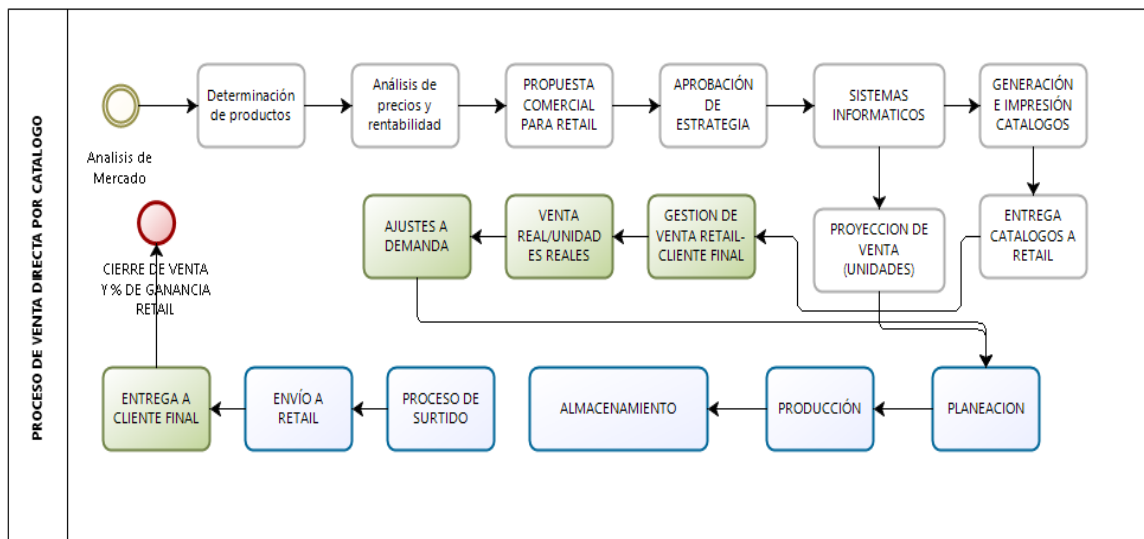 PROCESO DE VENTA DIRECTA POR CATALOGO
Analisis de
Mercado
Determinación
de productos
Análisis de
precios y
rentabilidad
PROPUESTA
COMERCIAL
PARA RETAIL
APROBACIÓN
DE
ESTRATEGIA
SISTEMAS
INFORMATICOS
GENERACIÓN
E IMPRESIÓN
CATALOGOS
AJUSTES A
DEMANDA
VENTA
REAL/UNIDAD
ES REALES
GESTION DE
VENTA RETAIL-
CLIENTE FINAL
PROYECCION DE
VENTA
(UNIDADES)
ENTREGA
CATALOGOS A
RETAIL
CIERRE DE VENTA
Y % DE GANANCIA
RETAIL
ENTREGA A
CLIENTE FINAL
ENVÍO A
RETAIL
PROCESO DE
SURTIDO
ALMACENAMIENTO
PRODUCCIÓN
PLANEACION